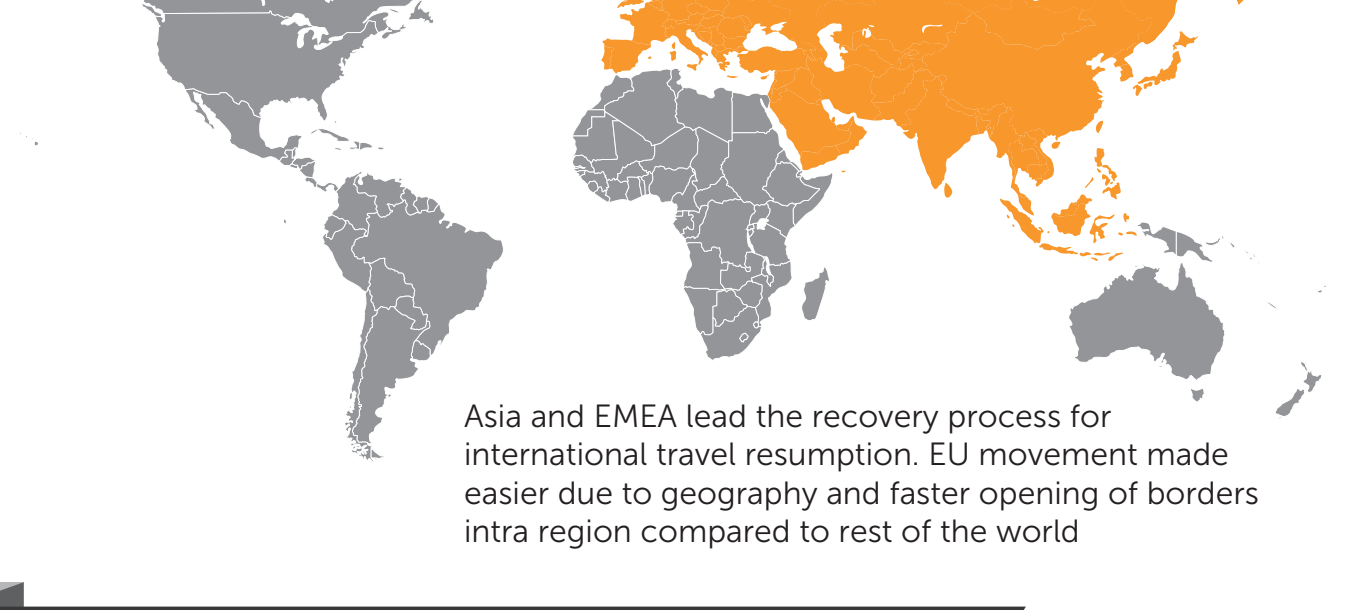 Asia and EMEA lead the recovery process for
international travel resumption. EU movement made
easier due to geography and faster opening of borders
intra region compared to rest of the world